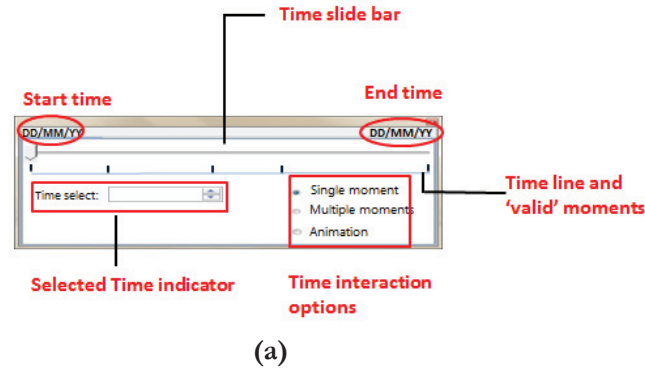 Time slide bar
Start time
End time
DD/MM/YY
DD/MM/YY
Time select:
Single moment
Multiple moments
Animation
Time line and
‘valid’ moments
Selected Time indicator
Time interaction
options
(a)